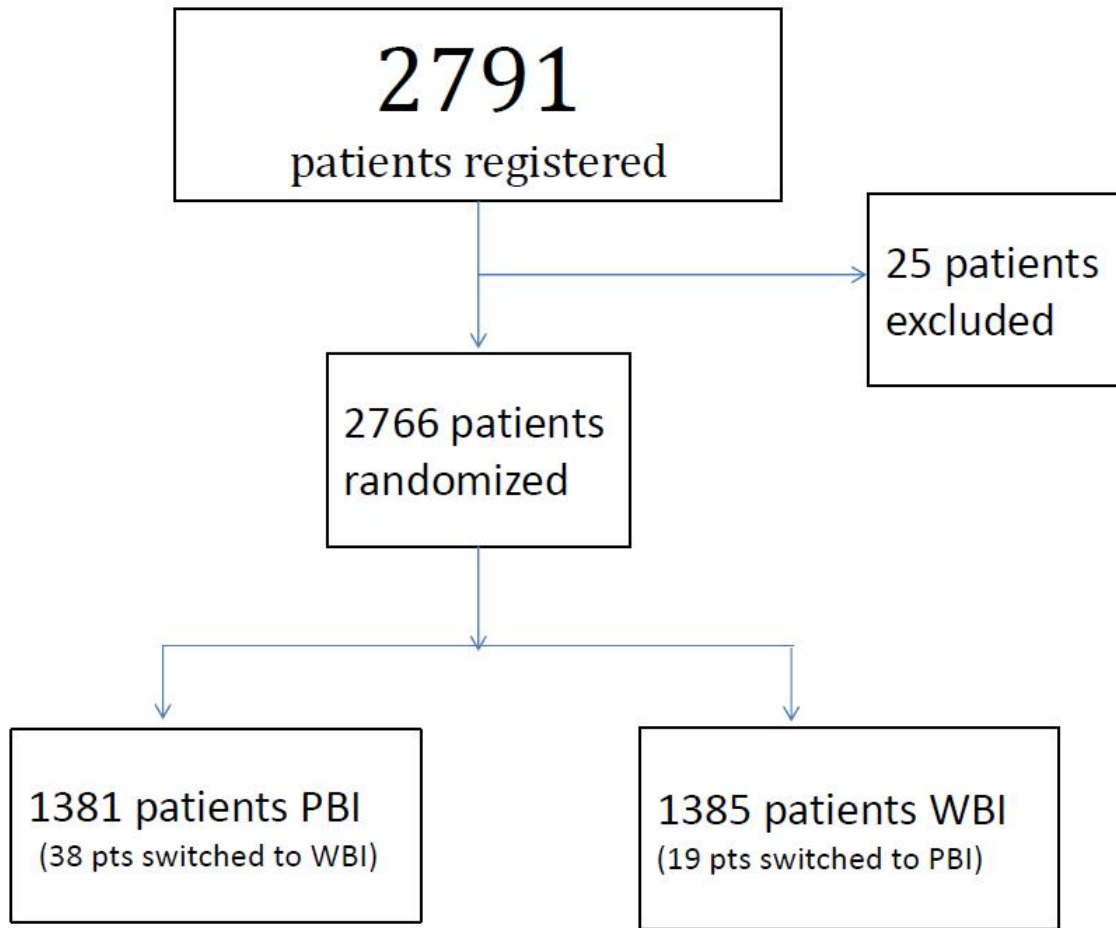 2791
patients registered
25 patients
excluded
2766 patients
randomized
1381 patients PBI
(38 pts switched to WBI)
1385 patients WBI
(19 pts switched to PBI)